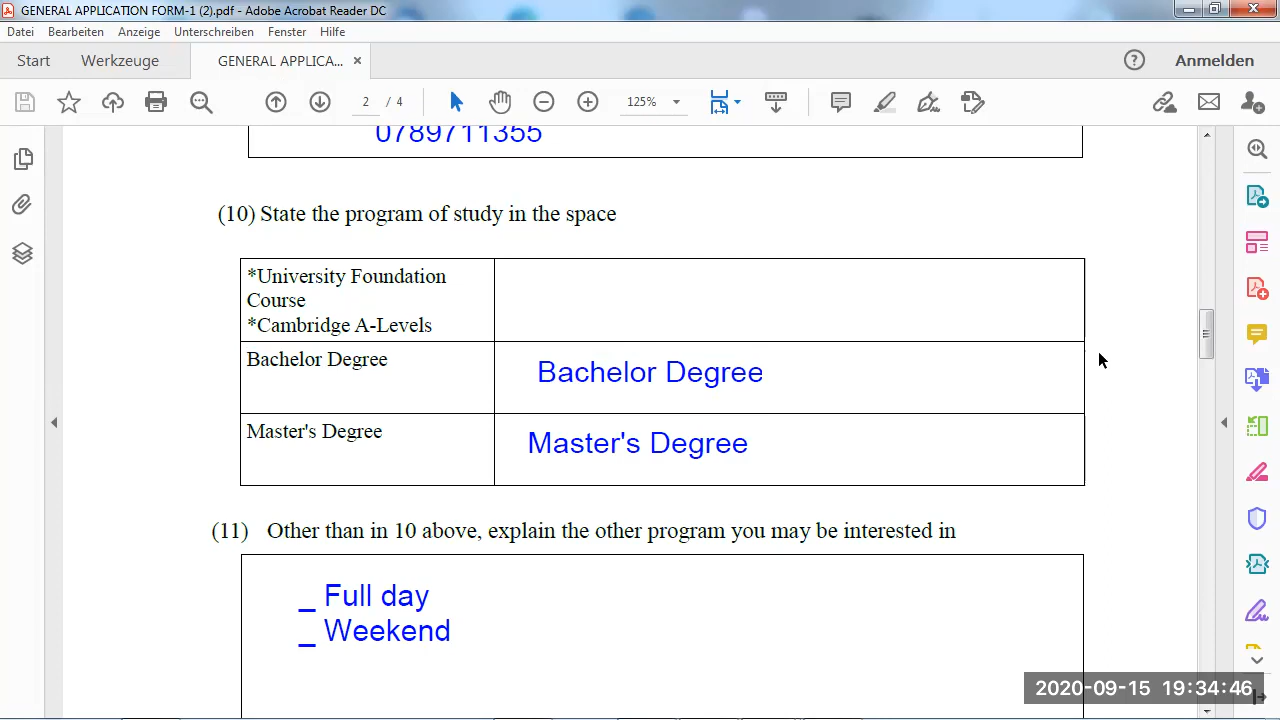 GENERAL APPLICATION FORM-1 (2).pdf - Adobe Acrobat Reader DC
Datei Bearbeiten Anzeige Unterschreiben Fenster Hilfe
Start Werkzeuge GENERAL APPLICA... × Anmelden
2 / 4 125%
0789711355
(10) State the program of study in the space
*University Foundation
Course
*Cambridge A-Levels
Bachelor Degree Bachelor Degree
Master's Degree Master's Degree
(11) Other than in 10 above, explain the other program you may be interested in
_ Full day
_ Weekend
2020-09-15 19:34:46